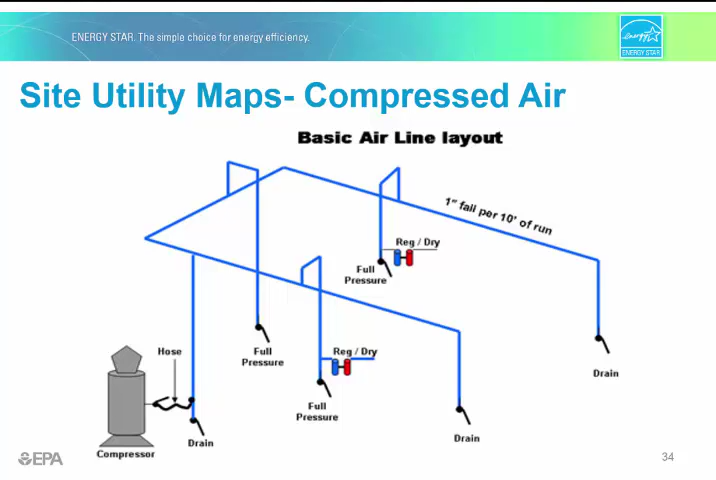 ENERGY STAR. The simple choice for energy efficiency.
energy
ENERGY STAR
Site Utility Maps- Compressed Air
Basic Air Line layout
1" fall per 10' of run
Reg / Dry
Full
Pressure
Hose
Full
Pressure
Reg / Dry
Drain
Full
Pressure
Drain
Drain
Compressor
EPA
34